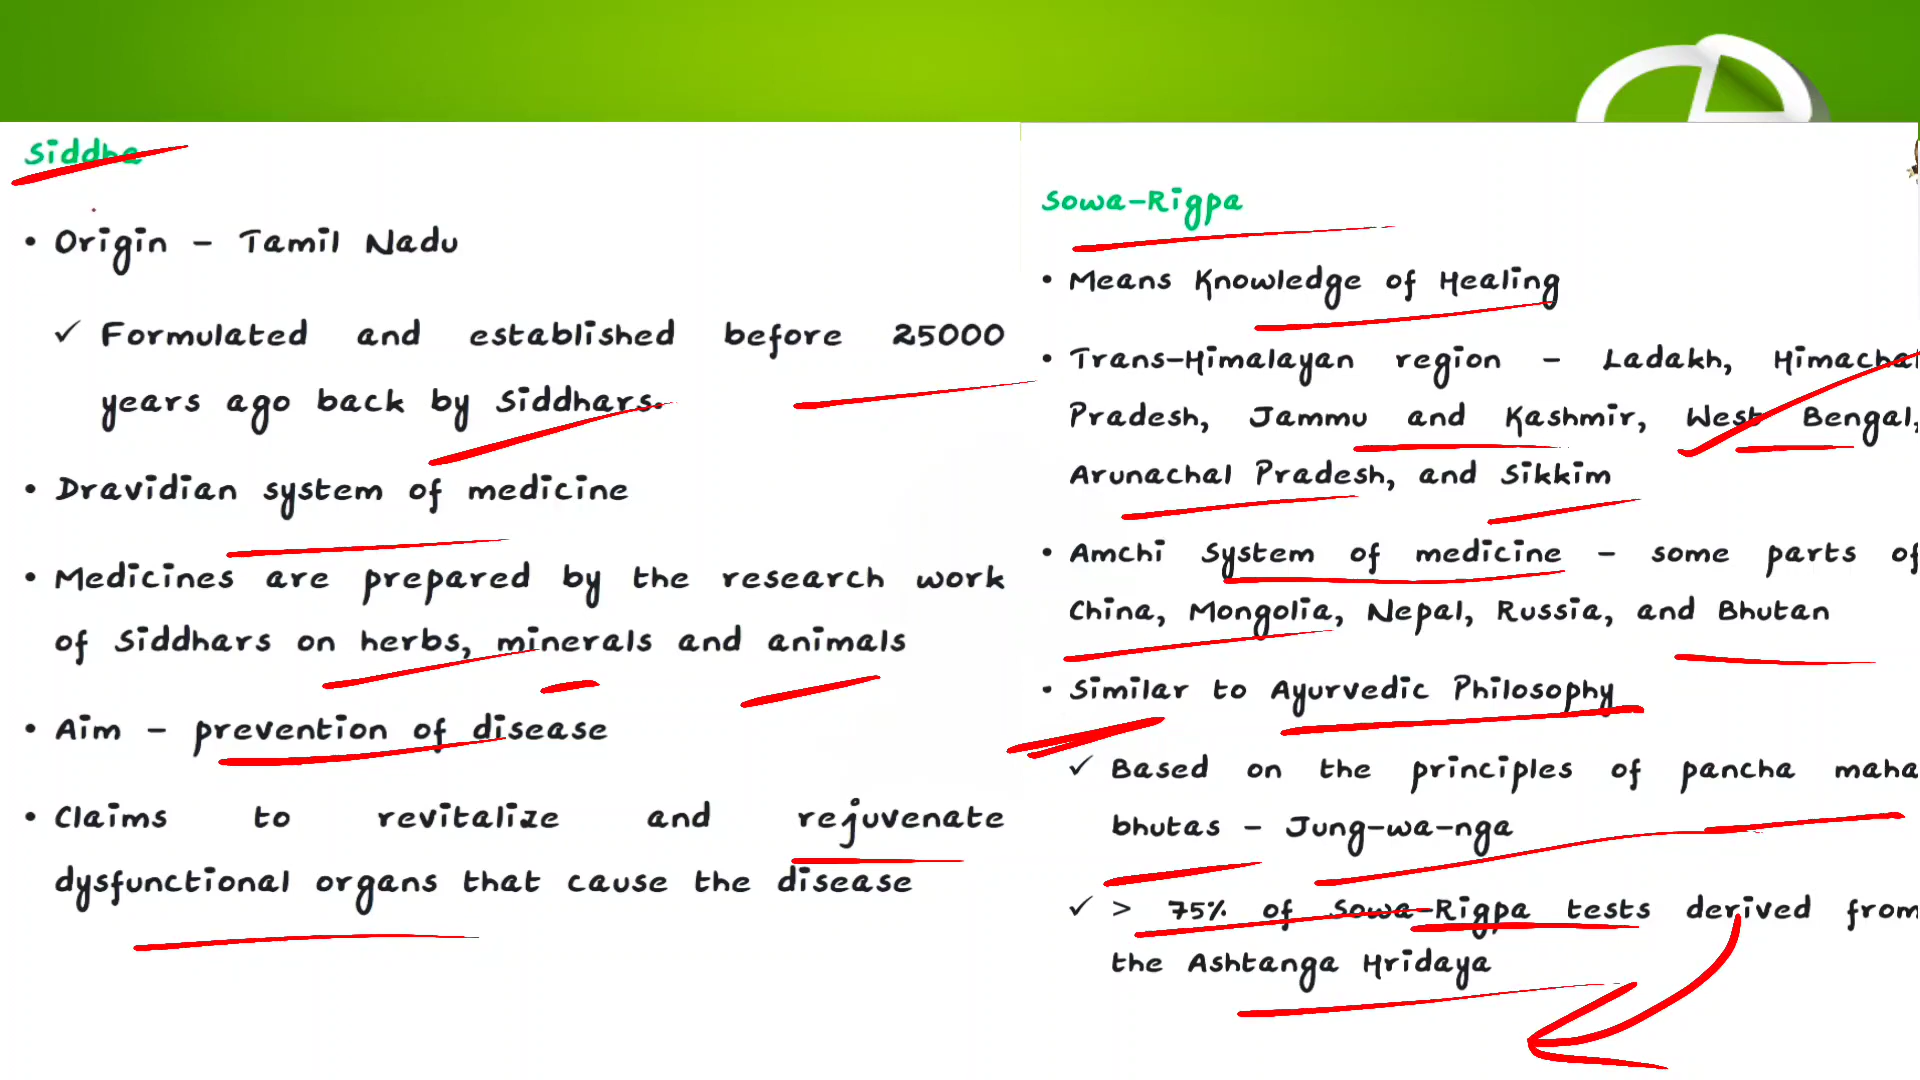 Siddha
• Origin – Tamil Nadu
✓ Formulated and established before 25000
years ago back by Siddhars.
• Dravidian system of medicine
• Medicines are prepared by the research work
of Siddhars on herbs, minerals and animals
• Aim – prevention of disease
• Claims to revitalize and rejuvenate
dysfunctional organs that cause the disease
Sowa-Rigpa
• Means Knowledge of Healing
• Trans-Himalayan region – Ladakh, Himachal
Pradesh, Jammu and Kashmir, West Bengal,
Arunachal Pradesh, and Sikkim
• Amchi System of medicine – some parts of
China, Mongolia, Nepal, Russia, and Bhutan
• Similar to Ayurvedic Philosophy
✓ Based on the principles of pancha maha
bhutas – Jung-wa-nga
✓ > 75% of Sowa-Rigpa tests derived from
the Ashtanga Hridaya